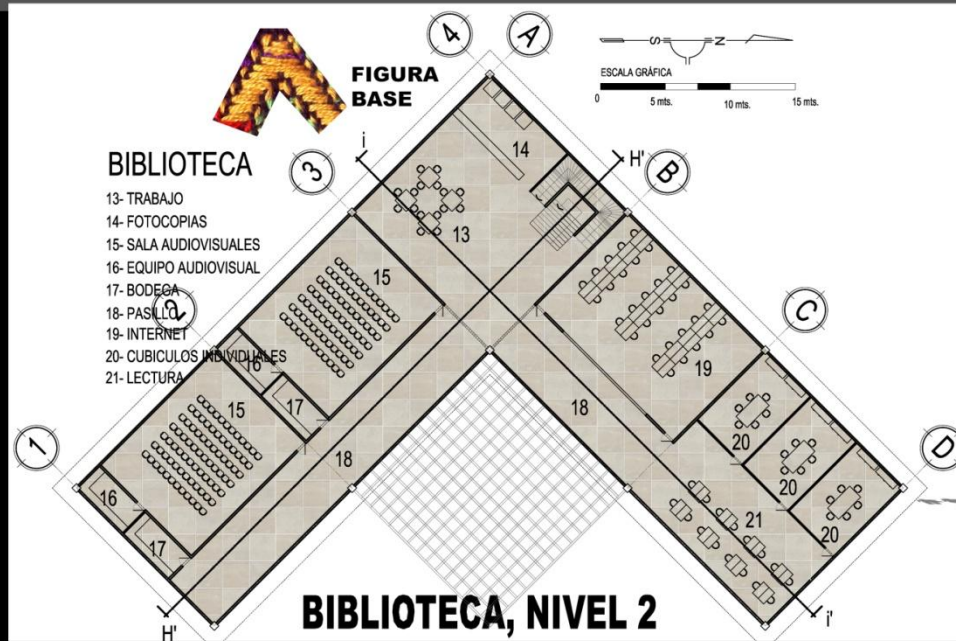 FIGURA
BASE
S N
ESCALA GRÁFICA
0 5 mts. 10 mts. 15 mts.
BIBLIOTECA
13- TRABAJO
14- FOTOCOPIAS
15- SALA AUDIOVISUALES
16- EQUIPO AUDIOVISUAL
17- BODEGA
18- PASILLO
19- INTERNET
20- CUBICULOS INDIVIDUALES
21- LECTURA
4
A
3
i
H'
B
14
13
15
2
C
16
19
17
15
18
18
20
1
D
16
20
21
20
17
H'
i'
BIBLIOTECA, NIVEL 2